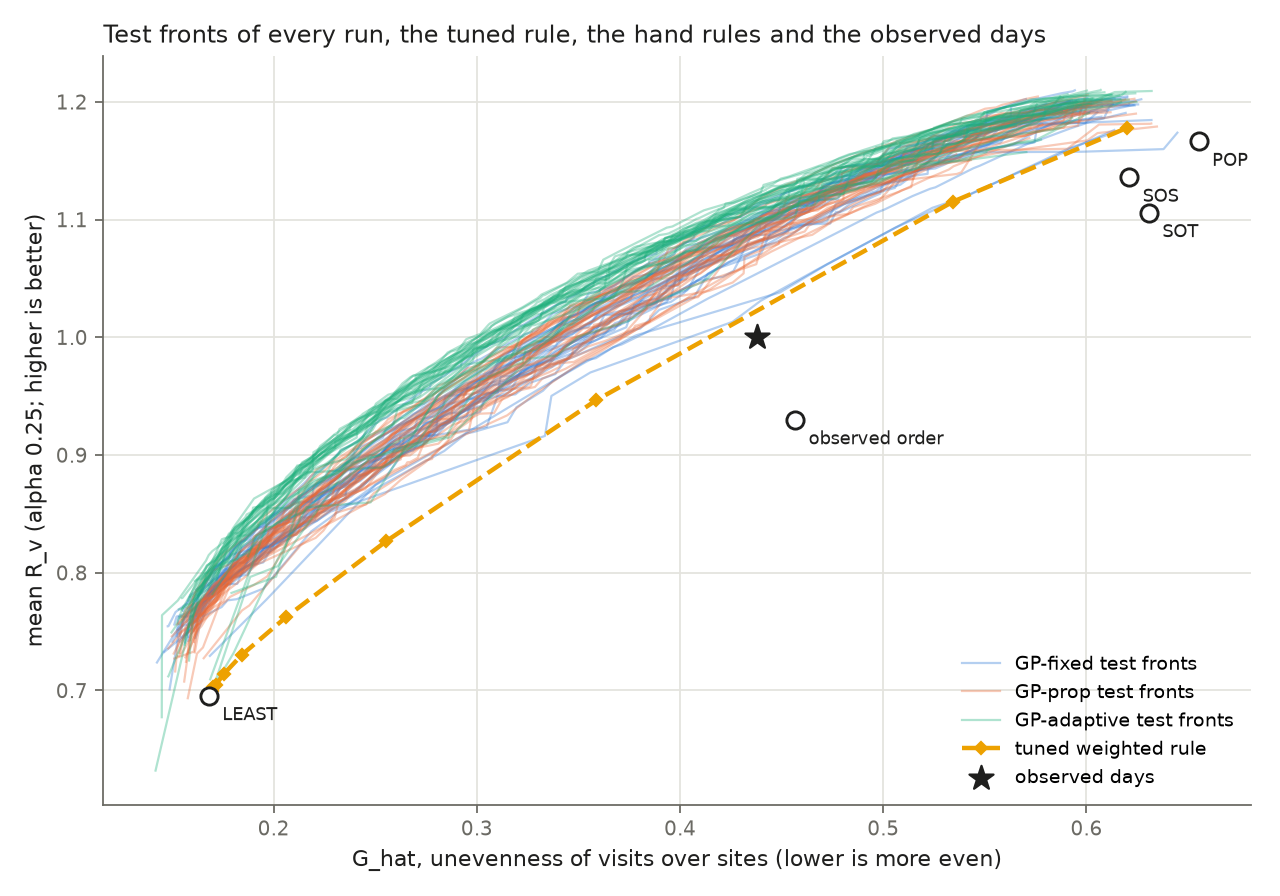 Test fronts of every run, the tuned rule, the hand rules and the observed days
mean R_v (alpha 0.25; higher is better)
1.2
1.1
1.0
0.9
0.8
0.7
POP
SOS
SOT
observed order
LEAST
GP-fixed test fronts
GP-prop test fronts
GP-adaptive test fronts
tuned weighted rule
observed days
0.2 0.3 0.4 0.5 0.6
G_hat, unevenness of visits over sites (lower is more even)